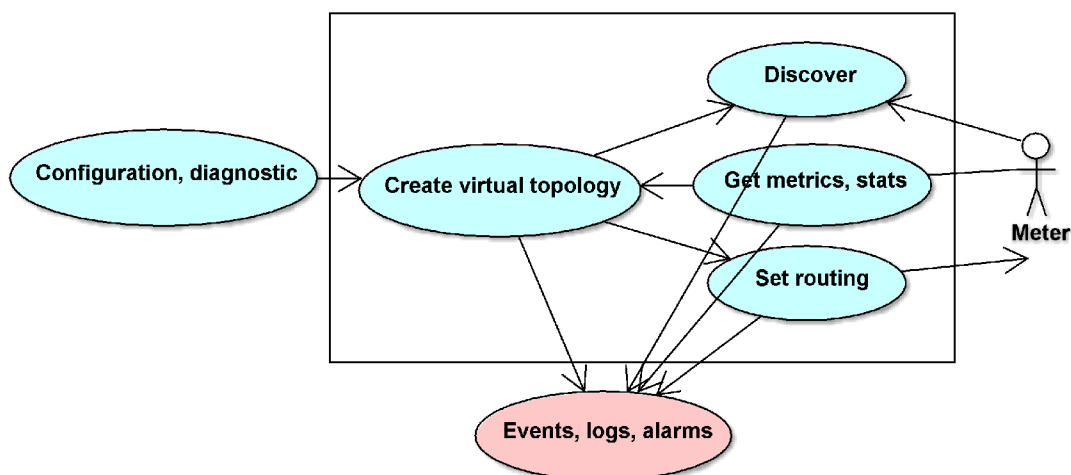 Discover
Configuration, diagnostic
Create virtual topology
Get metrics, stats
Meter
Set routing
Events, logs, alarms